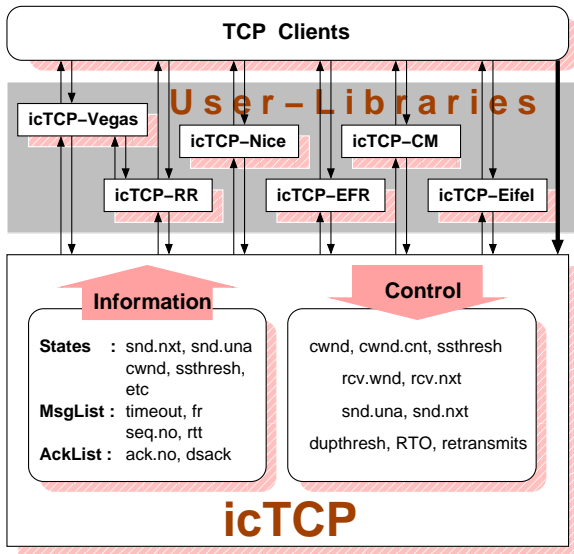 TCP Clients
User–Libraries
icTCP–Vegas
icTCP–Nice
icTCP–CM
icTCP–RR
icTCP–EFR
icTCP–Eifel
Information
Control
States : snd.nxt, snd.una
cwnd, ssthresh,
etc
MsgList : timeout, fr
seq.no, rtt
AckList : ack.no, dsack
cwnd, cwnd.cnt, ssthresh
rcv.wnd, rcv.nxt
snd.una, snd.nxt
dupthresh, RTO, retransmits
icTCP